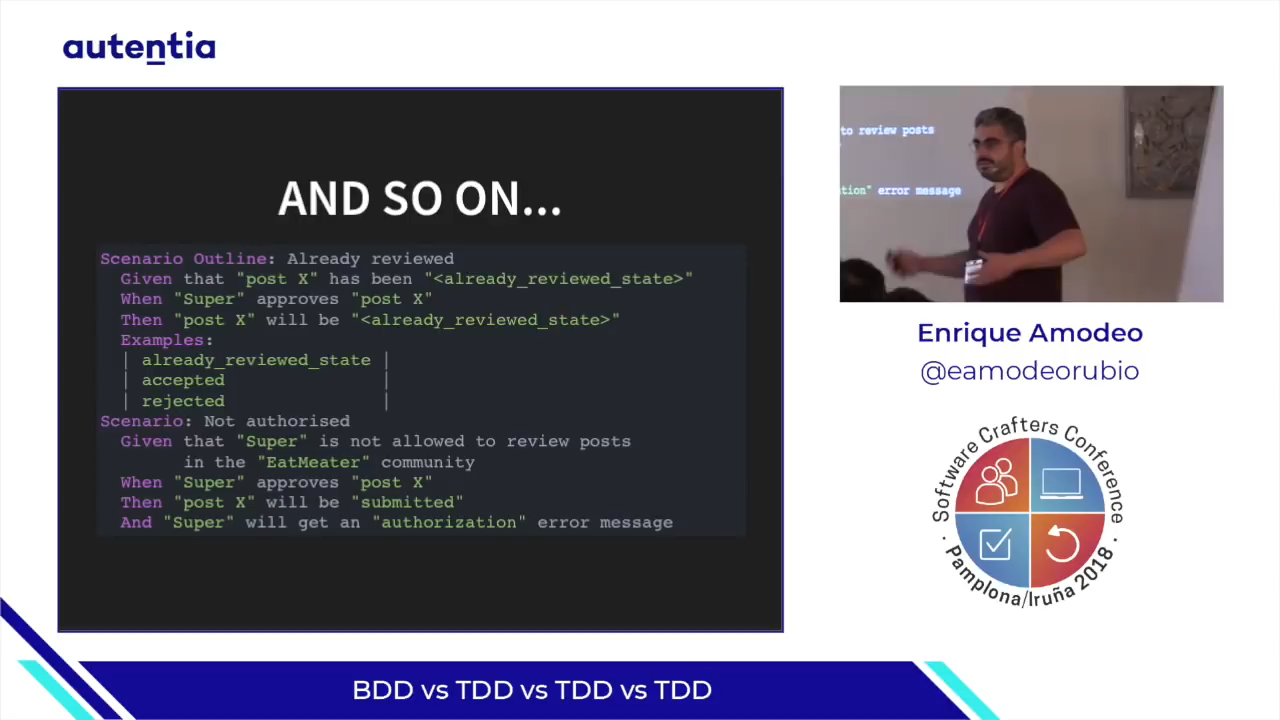 autentia
AND SO ON...
Scenario Outline: Already reviewed
Given that "post X" has been "<already_reviewed_state>"
When "Super" approves "post X"
Then "post X" will be "<already_reviewed_state>"
Examples:
| already_reviewed_state |
| accepted |
| rejected |
Scenario: Not authorised
Given that "Super" is not allowed to review posts
in the "EatMeater" community
When "Super" approves "post X"
Then "post X" will be "submitted"
And "Super" will get an "authorization" error message
to review posts
tion" error message
Enrique Amodeo
@eamodeorubio
Software Crafters Conference
· Pamplona/Iruña 2018 ·
BDD vs TDD vs TDD vs TDD